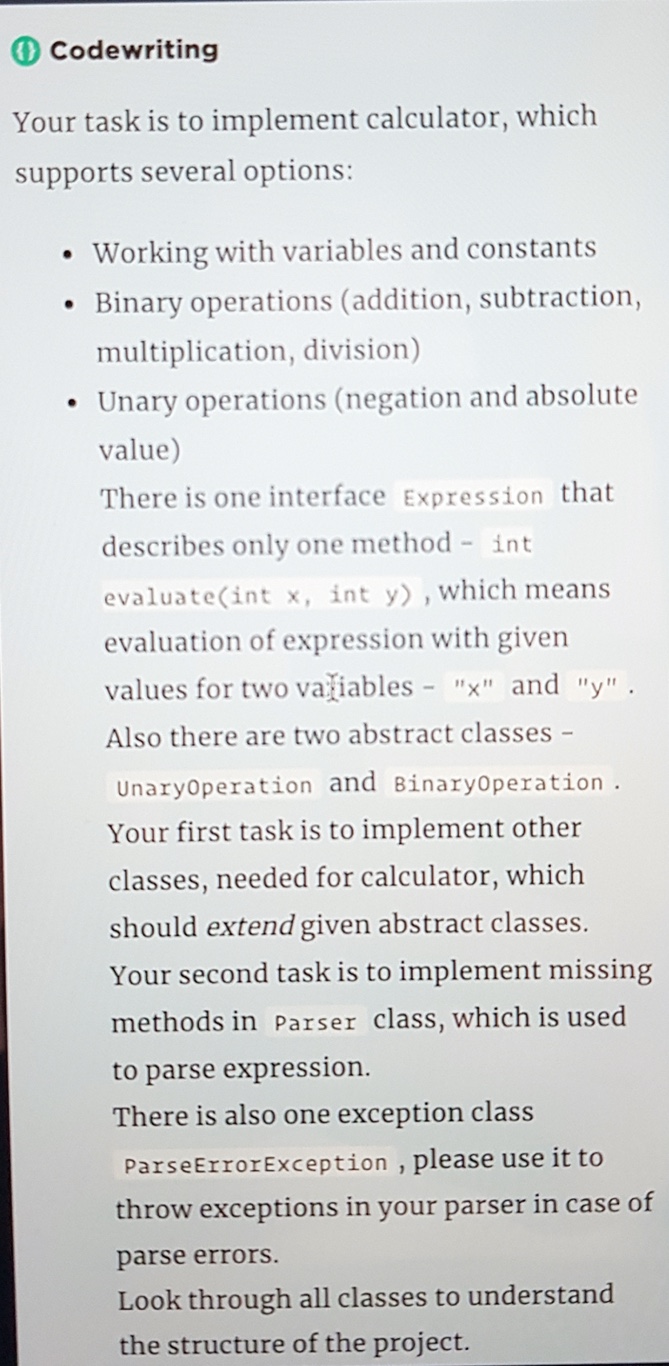 Codewriting
Your task is to implement calculator, which
supports several options:
• Working with variables and constants
• Binary operations (addition, subtraction,
multiplication, division)
• Unary operations (negation and absolute
value)
There is one interface Expression that
describes only one method – int
evaluate(int x, int y) , which means
evaluation of expression with given
values for two variables – "x" and "y" .
Also there are two abstract classes –
UnaryOperation and BinaryOperation .
Your first task is to implement other
classes, needed for calculator, which
should extend given abstract classes.
Your second task is to implement missing
methods in Parser class, which is used
to parse expression.
There is also one exception class
ParseErrorException , please use it to
throw exceptions in your parser in case of
parse errors.
Look through all classes to understand
the structure of the project.